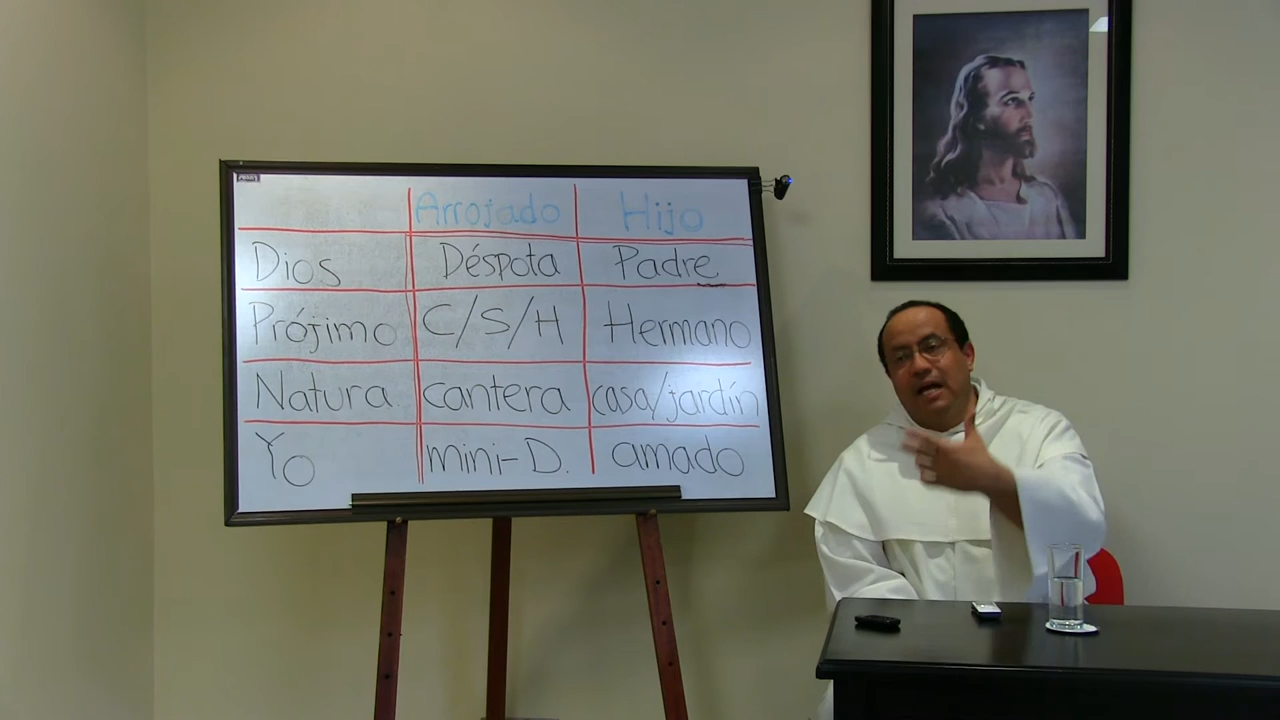 Arrojado Hijo
Dios Déspota Padre
Prójimo C/S/H Hermano
Natura cantera casa/jardín
Yo mini-D. amado